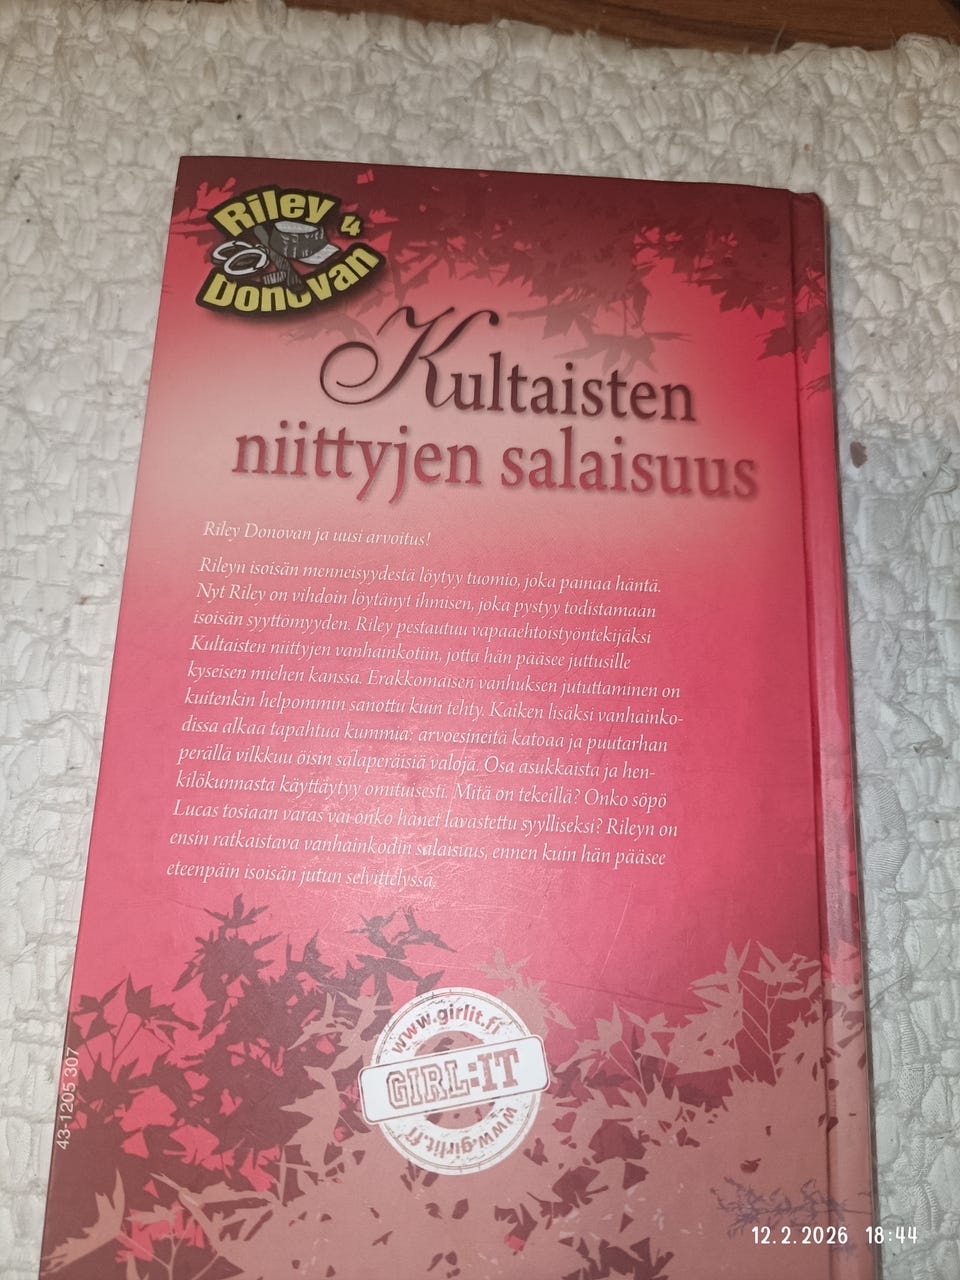 Riley 4
Donovan
Kultaisten
niittyjen salaisuus
Riley Donovan ja uusi arvoitus!
Rileyn isoisän menneisyydestä löytyy tuomio, joka painaa häntä.
Nyt Riley on vihdoin löytänyt ihmisen, joka pystyy todistamaan
isoisän syyttömyyden. Riley pestautuu vapaaehtoistyöntekijäksi
Kultaisten niittyjen vanhainkotiin, jotta hän pääsee juttusille
kyseisen miehen kanssa. Erakkomaisen vanhuksen jututtaminen on
kuitenkin helpommin sanottu kuin tehty. Kaiken lisäksi vanhainko-
dissa alkaa tapahtua kummia: arvoesineitä katoaa ja puutarhan
perällä vilkkuu öisin salaperäisiä valoja. Osa asukkaista ja hen-
kilökunnasta käyttäytyy omituisesti. Mitä on tekeillä? Onko söpö
Lucas tosiaan varas vai onko hänet lavastettu syylliseksi? Rileyn on
ensin ratkaistava vanhainkodin salaisuus, ennen kuin hän pääsee
eteenpäin isoisän jutun selvittelyssä.
www.girlit.fi
GIRL:IT
www.girlit.fi
43-1205 307
12.2.2026 18:44